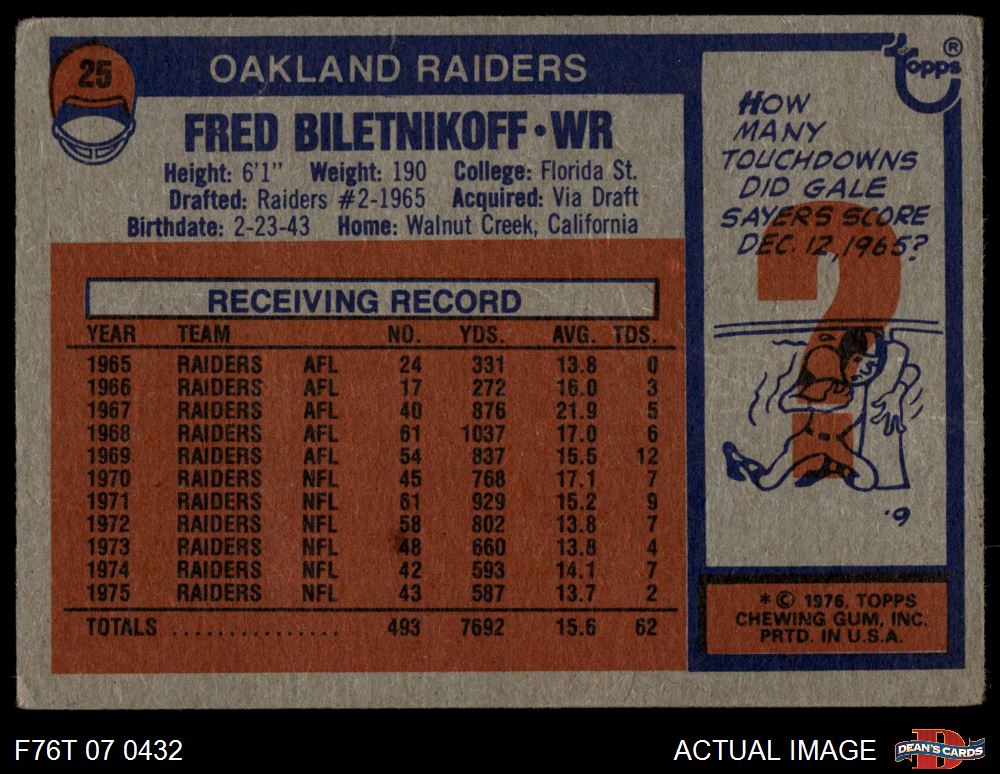 25
OAKLAND RAIDERS
FRED BILETNIKOFF•WR
Height: 6'1" Weight: 190 College: Florida St.
Drafted: Raiders #2-1965 Acquired: Via Draft
Birthdate: 2-23-43 Home: Walnut Creek, California
RECEIVING RECORD
YEAR TEAM NO. YDS. AVG. TDS.
1965 RAIDERS AFL 24 331 13.8 0
1966 RAIDERS AFL 17 272 16.0 3
1967 RAIDERS AFL 40 876 21.9 5
1968 RAIDERS AFL 61 1037 17.0 6
1969 RAIDERS AFL 54 837 15.5 12
1970 RAIDERS NFL 45 768 17.1 7
1971 RAIDERS NFL 61 929 15.2 9
1972 RAIDERS NFL 58 802 13.8 7
1973 RAIDERS NFL 48 660 13.8 4
1974 RAIDERS NFL 42 593 14.1 7
1975 RAIDERS NFL 43 587 13.7 2
TOTALS ................ 493 7692 15.6 62
Topps ®
HOW
MANY
TOUCHDOWNS
DID GALE
SAYERS SCORE
DEC. 12, 1965?
?
'9
* © 1976, TOPPS
CHEWING GUM, INC.
PRTD. IN U.S.A.
F76T 07 0432
ACTUAL IMAGE
D
DEAN'S CARDS